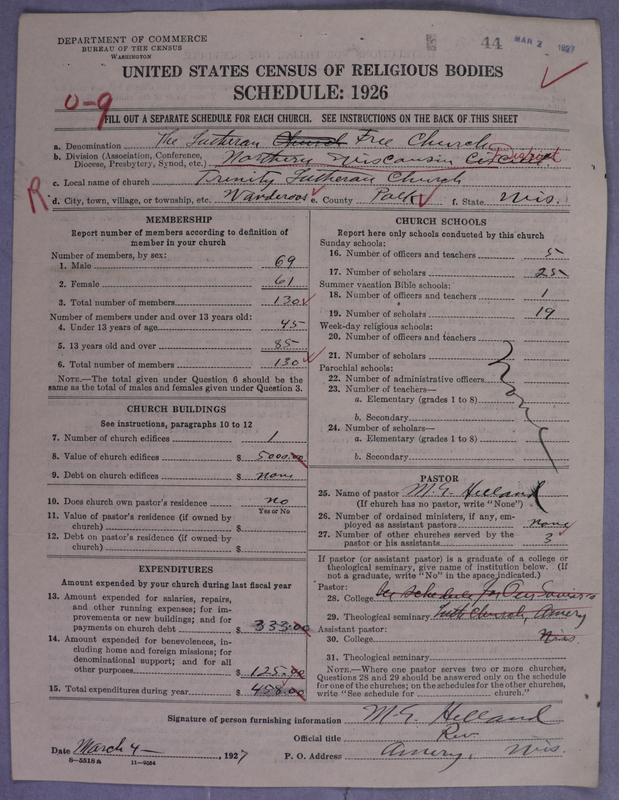 DEPARTMENT OF COMMERCE
BUREAU OF THE CENSUS
WASHINGTON
44 MAR 2 1927
UNITED STATES CENSUS OF RELIGIOUS BODIES
SCHEDULE: 1926
0-9
FILL OUT A SEPARATE SCHEDULE FOR EACH CHURCH. SEE INSTRUCTIONS ON THE BACK OF THIS SHEET
a. Denomination The Lutheran Church Free Church
b. Division (Association, Conference, Diocese, Presbytery, Synod, etc.) Northern Wisconsin District
c. Local name of church Trinity Lutheran Church
R
d. City, town, village, or township, etc. Wanderoos e. County Polk f. State Wis.
MEMBERSHIP
Report number of members according to definition of
member in your church
Number of members, by sex:
1. Male 69
2. Female 61
3. Total number of members 130
Number of members under and over 13 years old:
4. Under 13 years of age 45
5. 13 years old and over 85
6. Total number of members 130
NOTE.—The total given under Question 6 should be the
same as the total of males and females given under Question 3.
CHURCH BUILDINGS
See instructions, paragraphs 10 to 12
7. Number of church edifices 1
8. Value of church edifices $ 5000.00
9. Debt on church edifices $ none
10. Does church own pastor's residence no
Yes or No
11. Value of pastor's residence (if owned by
church) $
12. Debt on pastor's residence (if owned by
church) $
EXPENDITURES
Amount expended by your church during last fiscal year
13. Amount expended for salaries, repairs,
and other running expenses; for im-
provements or new buildings; and for
payments on church debt $ 333.00
14. Amount expended for benevolences, in-
cluding home and foreign missions; for
denominational support; and for all
other purposes $ 125.00
15. Total expenditures during year $ 458.00
CHURCH SCHOOLS
Report here only schools conducted by this church
Sunday schools:
16. Number of officers and teachers 5
17. Number of scholars 25
Summer vacation Bible schools:
18. Number of officers and teachers 1
19. Number of scholars 19
Week-day religious schools:
20. Number of officers and teachers
21. Number of scholars
Parochial schools:
22. Number of administrative officers
23. Number of teachers—
a. Elementary (grades 1 to 8)
b. Secondary
24. Number of scholars—
a. Elementary (grades 1 to 8)
b. Secondary
none
PASTOR
25. Name of pastor M. G. Helland
(If church has no pastor, write "None")
26. Number of ordained ministers, if any, em-
ployed as assistant pastors none
27. Number of other churches served by the
pastor or his assistants 3
If pastor (or assistant pastor) is a graduate of a college or
theological seminary, give name of institution below. (If
not a graduate, write "No" in the space indicated.)
Pastor:
28. College See schedule for Our Saviors
29. Theological seminary Luth Church, Amery
Assistant pastor:
30. College Wis.
31. Theological seminary
NOTE.—Where one pastor serves two or more churches,
Questions 28 and 29 should be answered only on the schedule
for one of the churches; on the schedules for the other churches,
write "See schedule for church."
Signature of person furnishing information M. G. Helland
Official title Rev
Date March 4, 1927 P. O. Address Amery, Wis.
8—5518a 11—9584